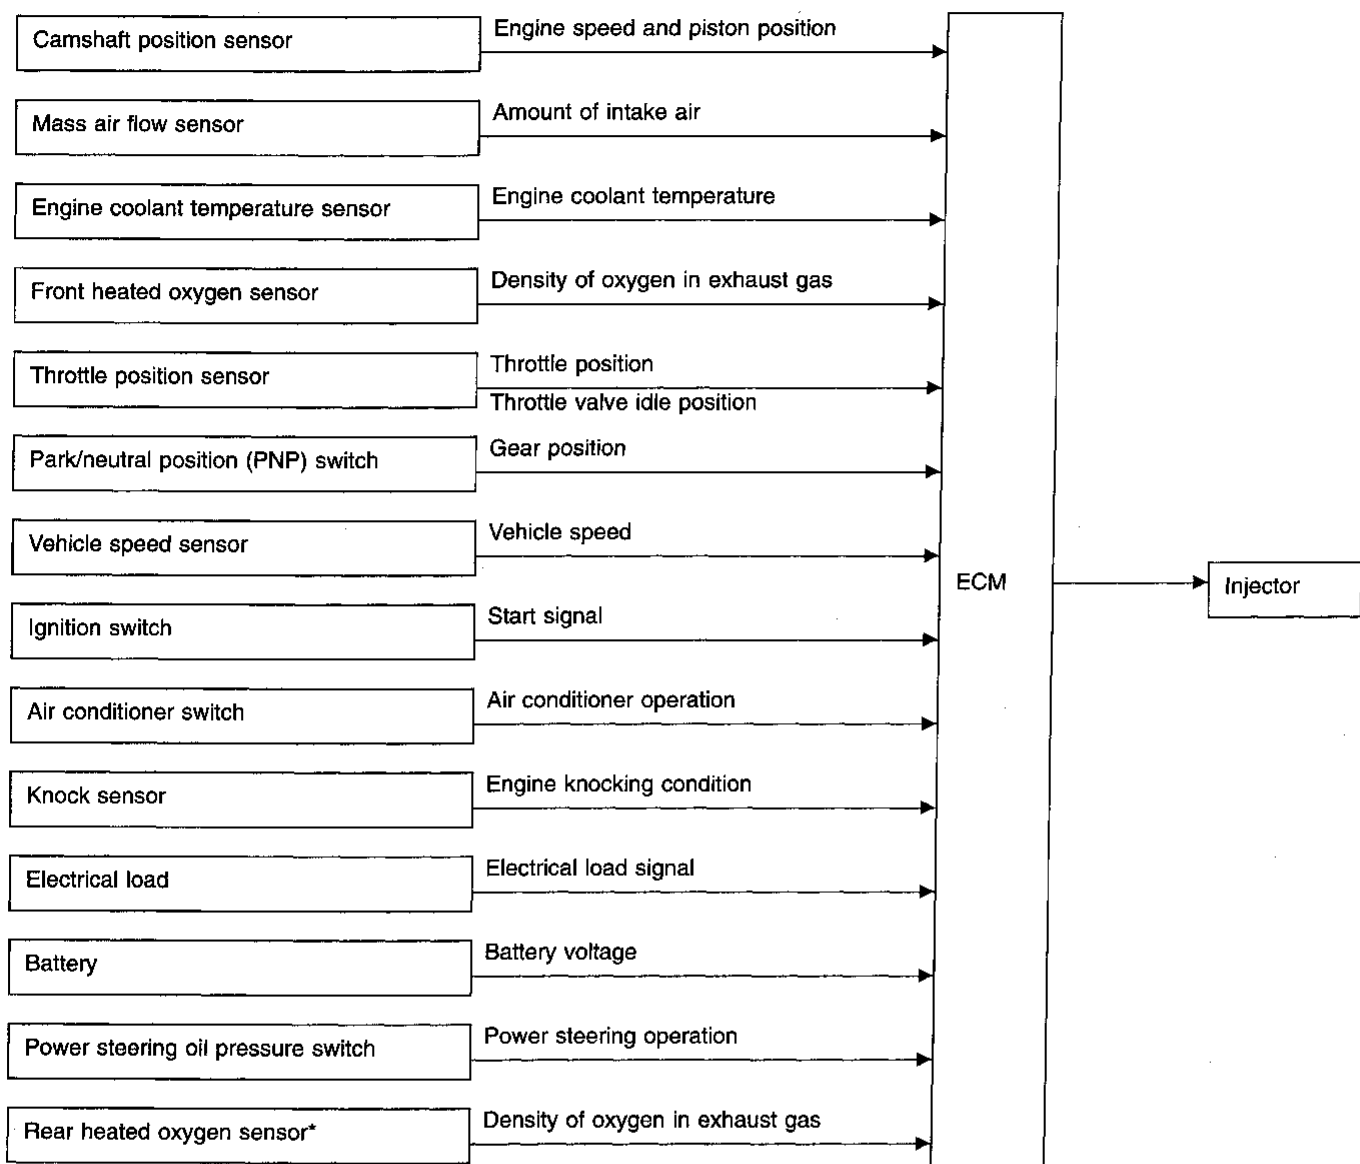 Camshaft position sensor
Engine speed and piston position
Mass air flow sensor
Amount of intake air
Engine coolant temperature sensor
Engine coolant temperature
Front heated oxygen sensor
Density of oxygen in exhaust gas
Throttle position sensor
Throttle position
Throttle valve idle position
Park/neutral position (PNP) switch
Gear position
Vehicle speed sensor
Vehicle speed
ECM
Injector
Ignition switch
Start signal
Air conditioner switch
Air conditioner operation
Knock sensor
Engine knocking condition
Electrical load
Electrical load signal
Battery
Battery voltage
Power steering oil pressure switch
Power steering operation
Rear heated oxygen sensor*
Density of oxygen in exhaust gas